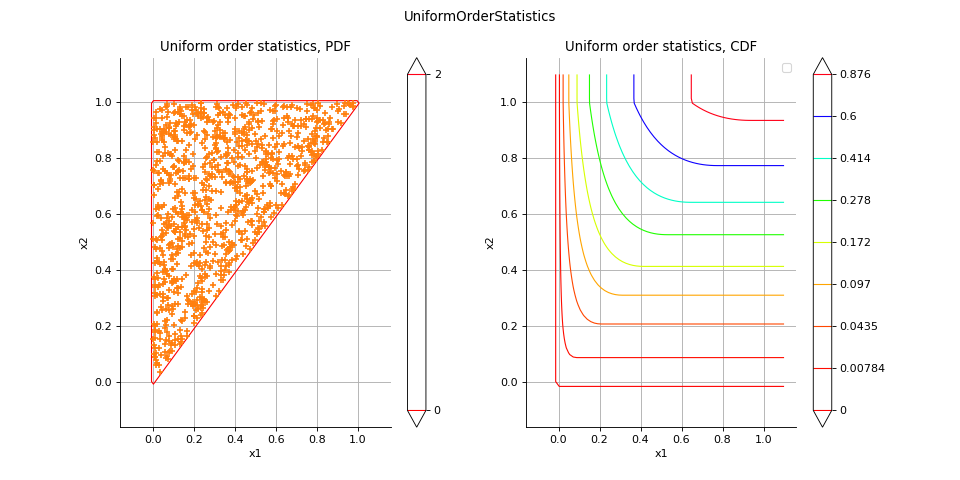 UniformOrderStatistics
Uniform order statistics, PDF
1.0
0.8
0.6
0.4
0.2
0.0
x2
0.0 0.2 0.4 0.6 0.8 1.0
x1
2
0
Uniform order statistics, CDF
1.0
0.8
0.6
0.4
0.2
0.0
x2
0.0 0.2 0.4 0.6 0.8 1.0
x1
0.876
0.6
0.414
0.278
0.172
0.097
0.0435
0.00784
0